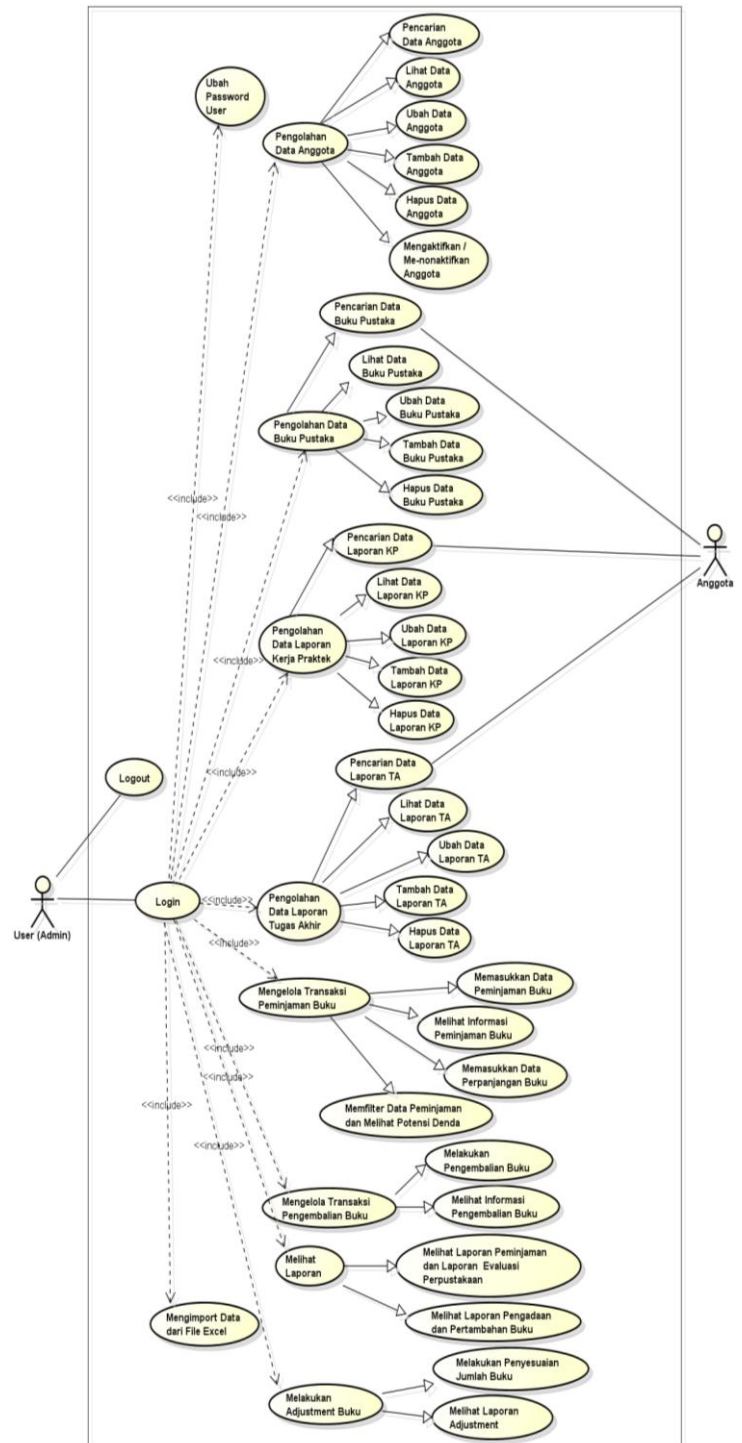 Pencarian
Data Anggota
Lihat Data
Anggota
Ubah
Password
User
Ubah Data
Anggota
Pengolahan
Data Anggota
Tambah Data
Anggota
Hapus Data
Anggota
Mengaktifkan /
Me-nonaktifkan
Anggota
Pencarian Data
Buku Pustaka
Lihat Data
Buku Pustaka
Ubah Data
Buku Pustaka
Pengolahan Data
Buku Pustaka
Tambah Data
Buku Pustaka
Hapus Data
Buku Pustaka
<<include>>
<<include>>
Pencarian Data
Laporan KP
Anggota
Lihat Data
Laporan KP
Pengolahan
Data Laporan
Kerja Praktek
Ubah Data
Laporan KP
<<include>>
Tambah Data
Laporan KP
Hapus Data
Laporan KP
Pencarian Data
Laporan TA
<<include>>
Logout
Lihat Data
Laporan TA
Ubah Data
Laporan TA
Login
<<include>>
Pengolahan
Data Laporan
Tugas Akhir
Tambah Data
Laporan TA
User (Admin)
Hapus Data
Laporan TA
<<include>>
Mengelola Transaksi
Peminjaman Buku
Memasukkan Data
Peminjaman Buku
Melihat Informasi
Peminjaman Buku
<<include>>
<<include>>
Memasukkan Data
Perpanjangan Buku
<<include>>
Memfilter Data Peminjaman
dan Melihat Potensi Denda
<<include>>
Melakukan
Pengembalian Buku
Mengelola Transaksi
Pengembalian Buku
Melihat Informasi
Pengembalian Buku
Melihat
Laporan
Melihat Laporan Peminjaman
dan Laporan Evaluasi
Perpustakaan
Mengimport Data
dari File Excel
Melihat Laporan Pengadaan
dan Pertambahan Buku
Melakukan Penyesuaian
Jumlah Buku
Melakukan
Adjustment Buku
Melihat Laporan
Adjustment